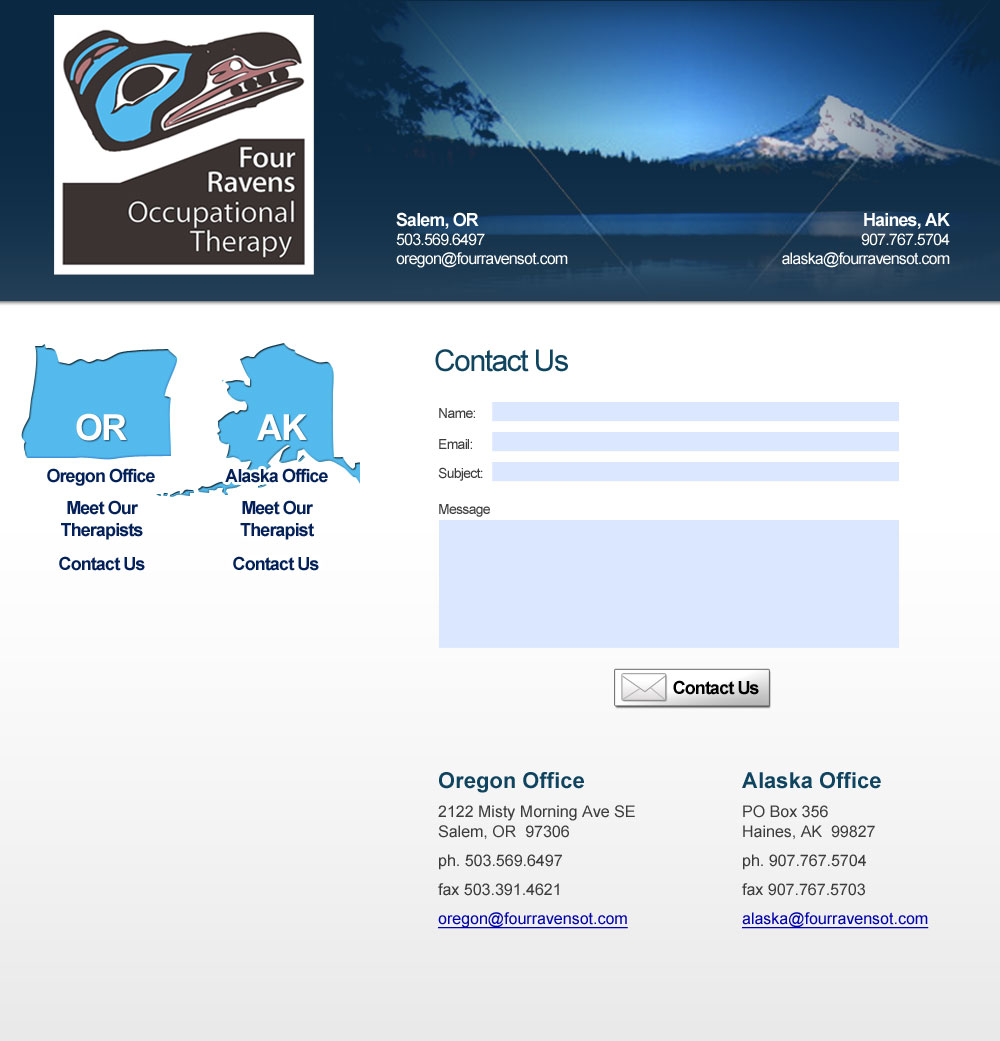 Four
Ravens
Occupational
Therapy
Salem, OR
503.569.6497
oregon@fourravensot.com
Haines, AK
907.767.5704
alaska@fourravensot.com
OR
Oregon Office
Meet Our
Therapists
Contact Us
AK
Alaska Office
Meet Our
Therapist
Contact Us
Contact Us
Name:
Email:
Subject:
Message
Contact Us
Oregon Office
2122 Misty Morning Ave SE
Salem, OR 97306
ph. 503.569.6497
fax 503.391.4621
oregon@fourravensot.com
Alaska Office
PO Box 356
Haines, AK 99827
ph. 907.767.5704
fax 907.767.5703
alaska@fourravensot.com